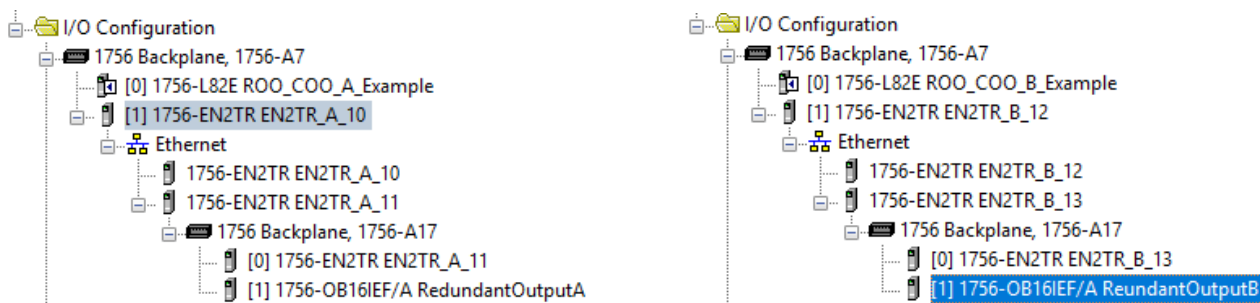 I/O Configuration
1756 Backplane, 1756-A7
[0] 1756-L82E ROO_COO_A_Example
[1] 1756-EN2TR EN2TR_A_10
Ethernet
1756-EN2TR EN2TR_A_10
1756-EN2TR EN2TR_A_11
1756 Backplane, 1756-A17
[0] 1756-EN2TR EN2TR_A_11
[1] 1756-OB16IEF/A RedundantOutputA
I/O Configuration
1756 Backplane, 1756-A7
[0] 1756-L82E ROO_COO_B_Example
[1] 1756-EN2TR EN2TR_B_12
Ethernet
1756-EN2TR EN2TR_B_12
1756-EN2TR EN2TR_B_13
1756 Backplane, 1756-A17
[0] 1756-EN2TR EN2TR_B_13
[1] 1756-OB16IEF/A ReundantOutputB